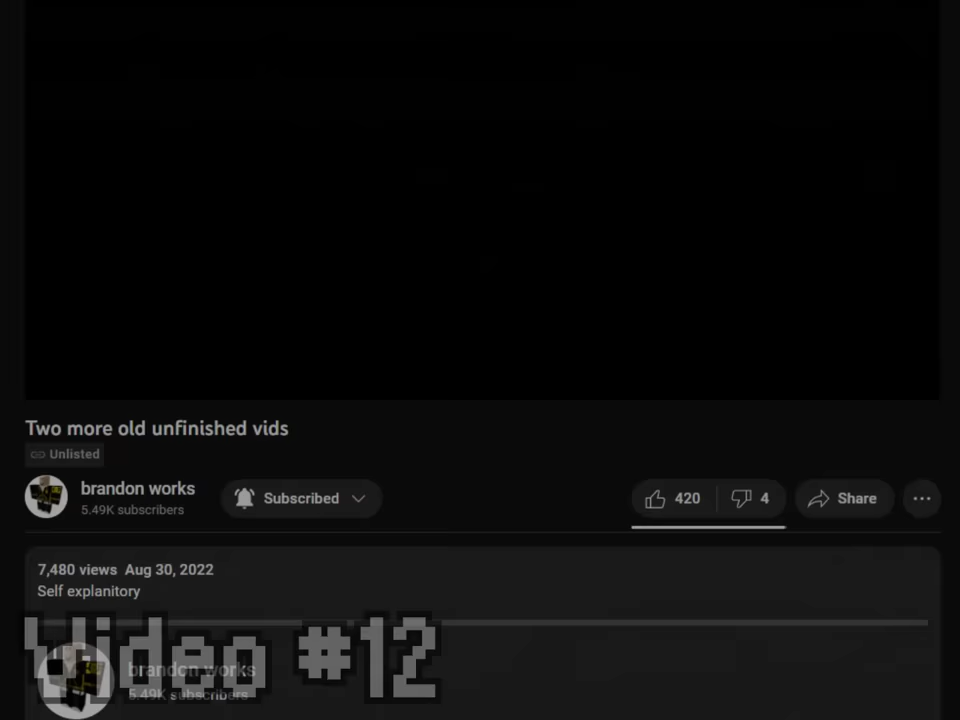 Two more old unfinished vids
Unlisted
brandon works
5.49K subscribers
Subscribed
420
4
Share
7,480 views Aug 30, 2022
Self explanitory
Video #12
brandon works
5.49K subscribers